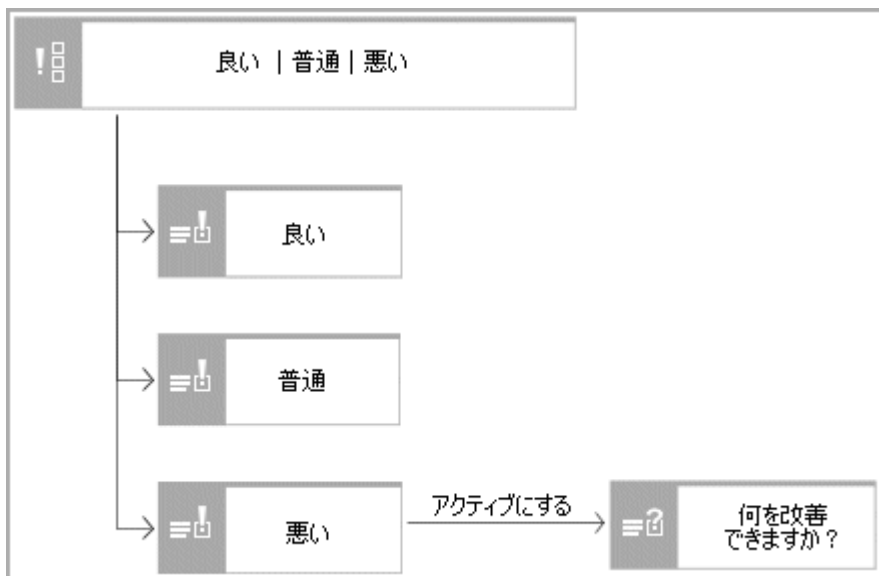 良い | 普通 | 悪い
良い
普通
悪い
アクティブにする
何を改善
できますか？